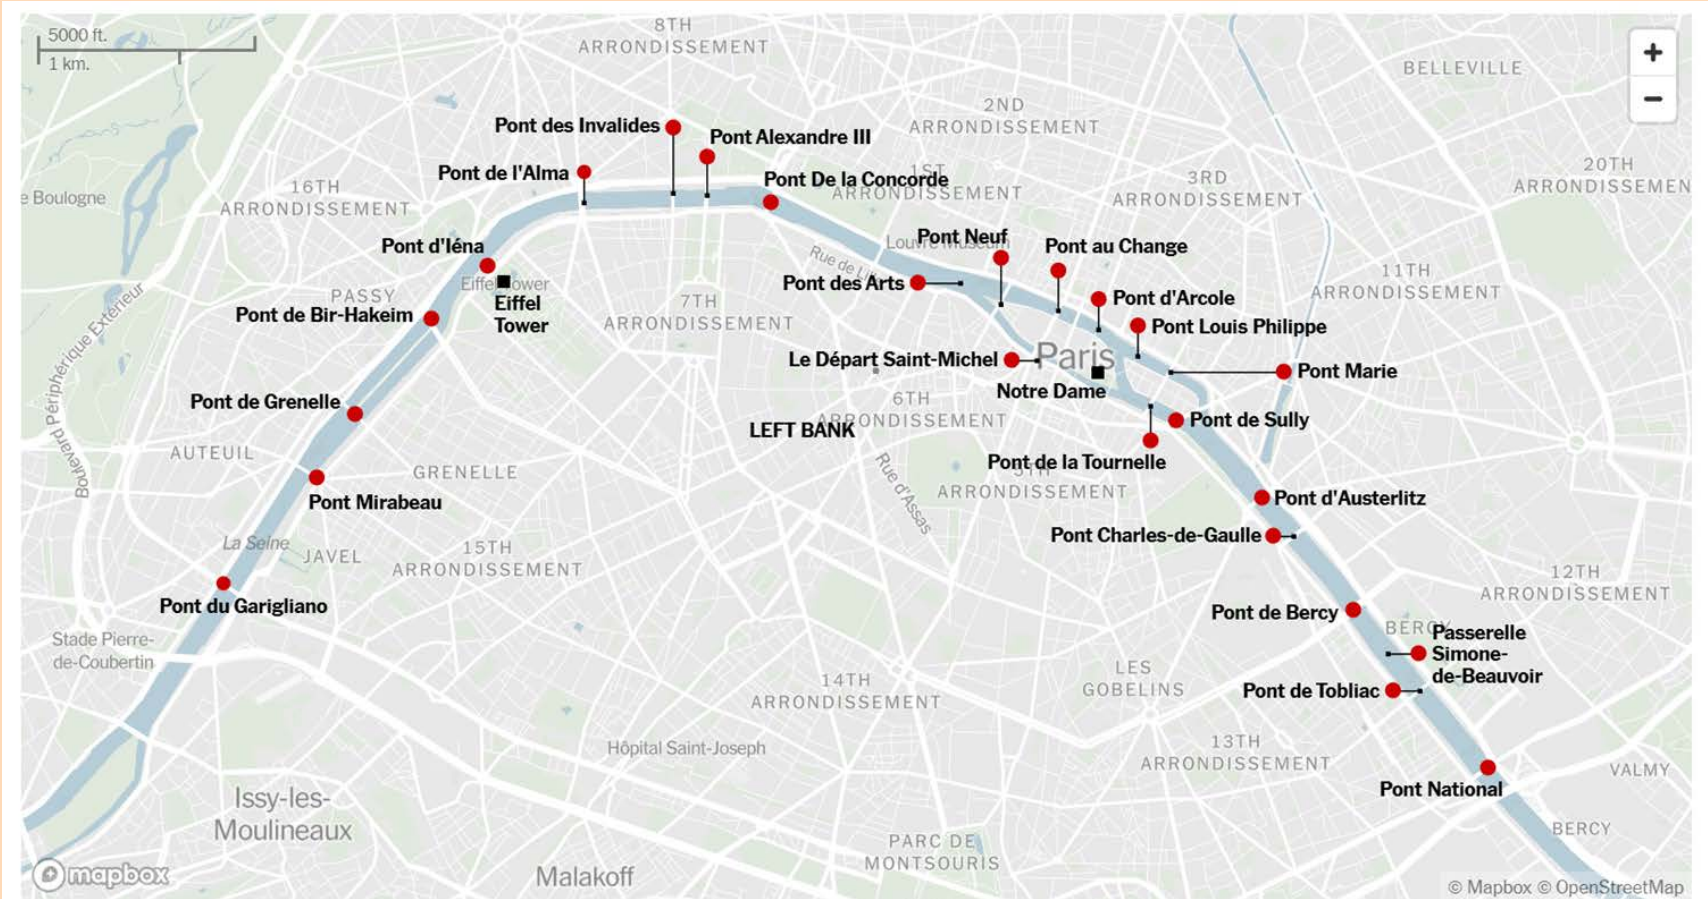 5000 ft.
1 km.
8TH
ARRONDISSEMENT
BELLEVILLE
2ND
ARRONDISSEMENT
Pont des Invalides
Pont Alexandre III
Pont de l'Alma
Pont De la Concorde
1ST
ARRONDISSEMENT
3RD
ARRONDISSEMENT
20TH
ARRONDISSEMEN
16TH
ARRONDISSEMENT
e Boulogne
Pont d'Iéna
Louvre Museum
Pont Neuf
Pont au Change
Rue de Li
Eiffel Tower
Eiffel
Tower
Pont des Arts
Pont d'Arcole
11TH
ARRONDISSEMENT
PASSY
Pont de Bir-Hakeim
7TH
ARRONDISSEMENT
Pont Louis Philippe
Boulevard Périphérique Extérieur
Le Départ Saint-Michel
Paris
Pont Marie
Notre Dame
Pont de Grenelle
6TH
ARRONDISSEMENT
LEFT BANK
Pont de Sully
AUTEUIL
GRENELLE
Pont de la Tournelle
5TH
ARRONDISSEMENT
Rue d'Assas
Pont Mirabeau
Pont d'Austerlitz
Pont Charles-de-Gaulle
La Seine
JAVEL
15TH
ARRONDISSEMENT
12TH
ARRONDISSEMENT
Pont du Garigliano
Pont de Bercy
BERCY
Passerelle
Simone-
de-Beauvoir
Stade Pierre-
de-Coubertin
LES
GOBELINS
14TH
ARRONDISSEMENT
Pont de Tobliac
Hôpital Saint-Joseph
13TH
ARRONDISSEMENT
VALMY
Pont National
Issy-les-
Moulineaux
BERCY
PARC DE
MONTSOURIS
mapbox
Malakoff
© Mapbox © OpenStreetMap